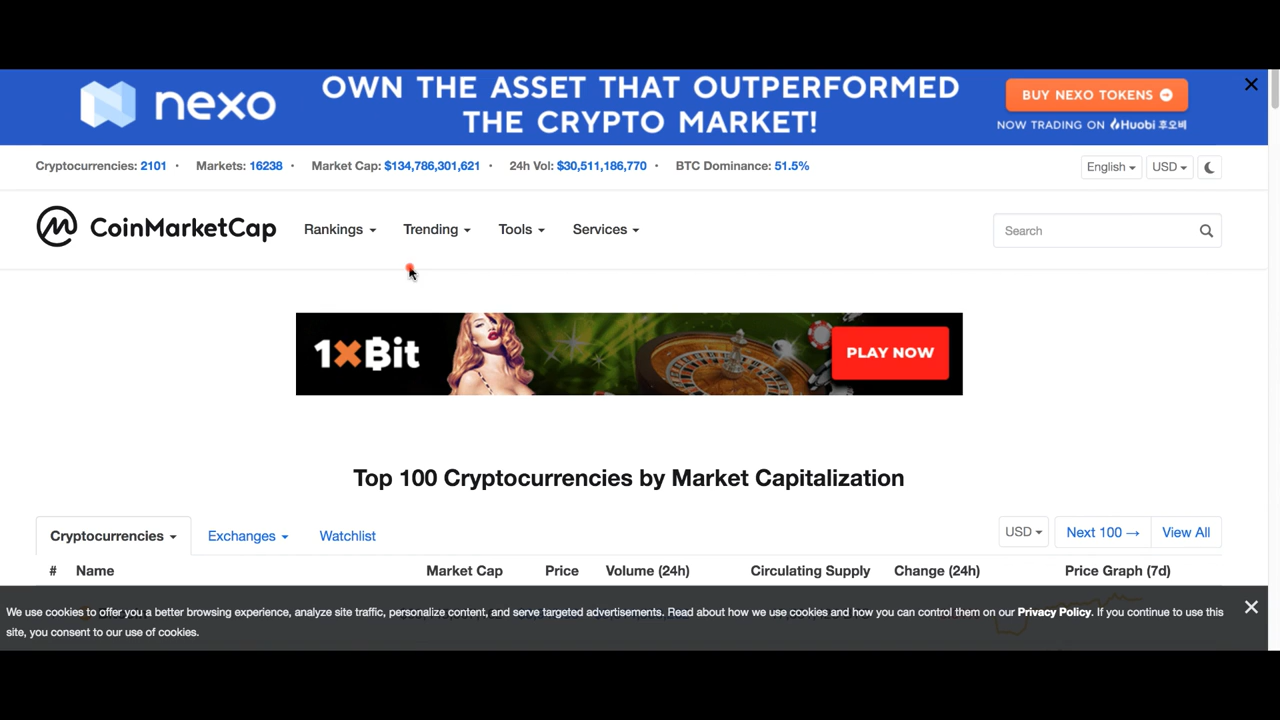 nexo
OWN THE ASSET THAT OUTPERFORMED
THE CRYPTO MARKET!
BUY NEXO TOKENS
NOW TRADING ON Huobi 후오비
Cryptocurrencies: 2101 · Markets: 16238 · Market Cap: $134,786,301,621 · 24h Vol: $30,511,186,770 · BTC Dominance: 51.5%
English USD
CoinMarketCap Rankings Trending Tools Services Search
1XBit PLAY NOW
Top 100 Cryptocurrencies by Market Capitalization
Cryptocurrencies Exchanges Watchlist USD Next 100 → View All
# Name Market Cap Price Volume (24h) Circulating Supply Change (24h) Price Graph (7d)
We use cookies to offer you a better browsing experience, analyze site traffic, personalize content, and serve targeted advertisements. Read about how we use cookies and how you can control them on our Privacy Policy. If you continue to use this
site, you consent to our use of cookies.